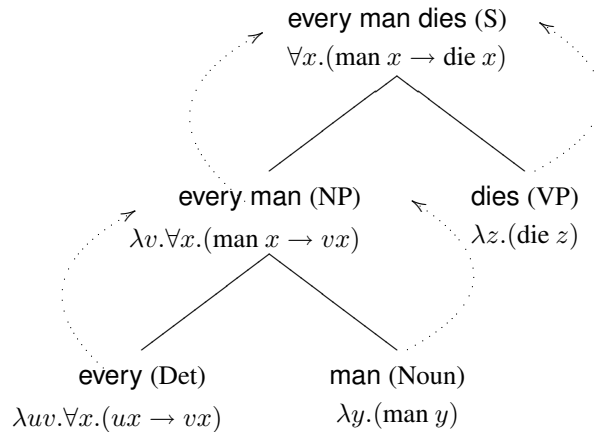 every man dies (S)
∀x.(man x → die x)
every man (NP) dies (VP)
λv.∀x.(man x → vx) λz.(die z)
every (Det) man (Noun)
λuv.∀x.(ux → vx) λy.(man y)